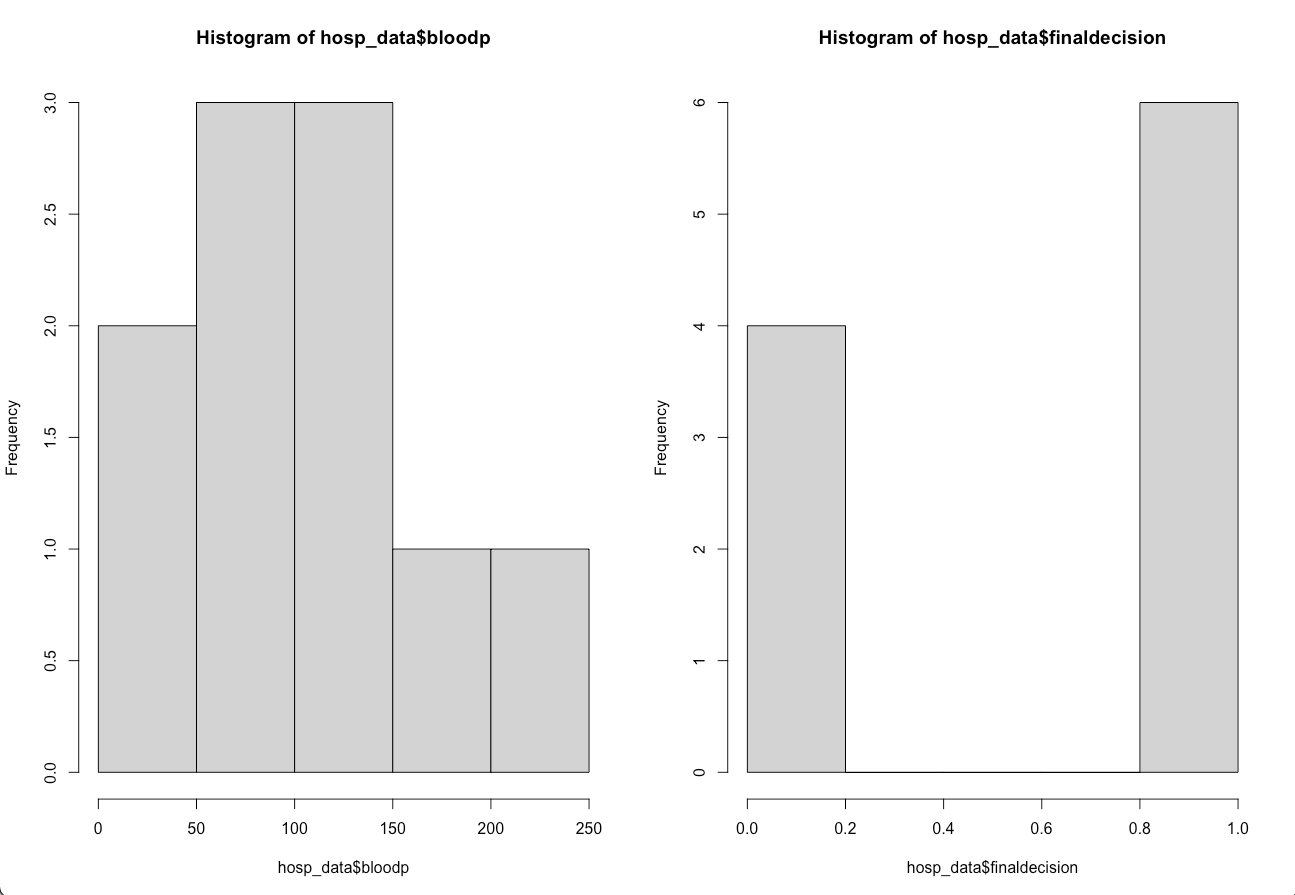 Histogram of hosp_data$bloodp
3.0
2.5
2.0
1.5
1.0
0.5
0.0
Frequency
0 50 100 150 200 250
hosp_data$bloodp
Histogram of hosp_data$finaldecision
6
5
4
3
2
1
0
Frequency
0.0 0.2 0.4 0.6 0.8 1.0
hosp_data$finaldecision